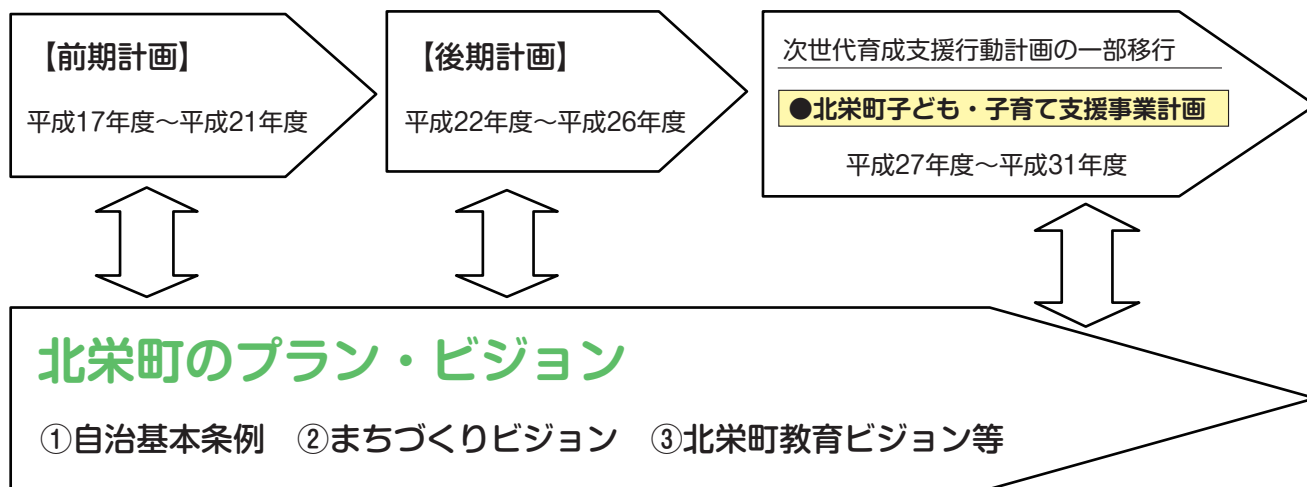 【前期計画】
平成17年度～平成21年度
【後期計画】
平成22年度～平成26年度
次世代育成支援行動計画の一部移行
●北栄町子ども・子育て支援事業計画
平成27年度～平成31年度
北栄町のプラン・ビジョン
①自治基本条例　②まちづくりビジョン　③北栄町教育ビジョン等